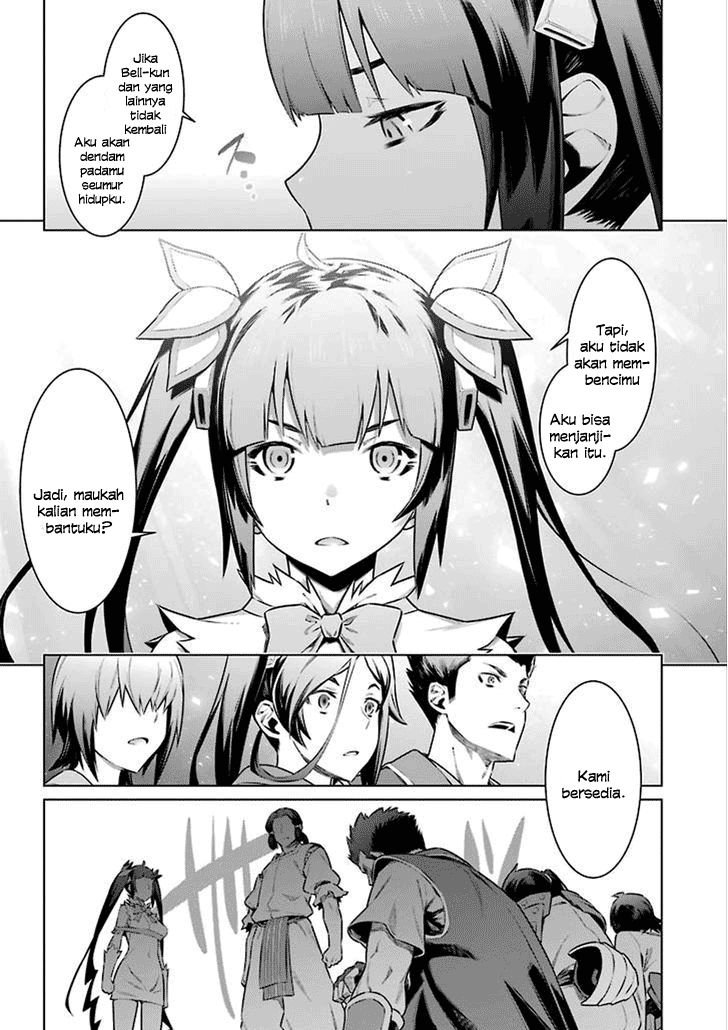 Jika
Bell-kun
dan yang
lainnya
tidak
kembali
Aku akan
dendam
padamu
seumur
hidupku.
Tapi,
aku tidak
akan mem-
bencimu
Aku bisa
menjanji-
kan itu.
Jadi, maukah
kalian mem-
bantuku?
Kami
bersedia.